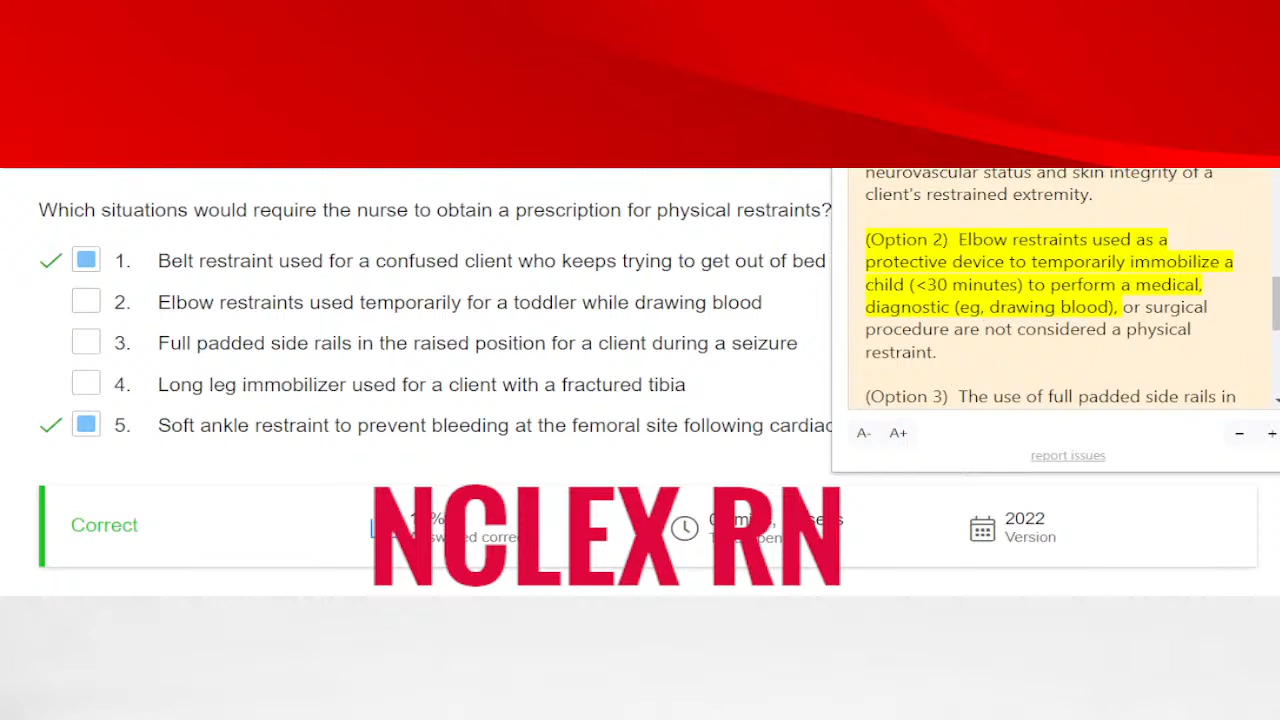 Which situations would require the nurse to obtain a prescription for physical restraints?
1. Belt restraint used for a confused client who keeps trying to get out of bed
2. Elbow restraints used temporarily for a toddler while drawing blood
3. Full padded side rails in the raised position for a client during a seizure
4. Long leg immobilizer used for a client with a fractured tibia
5. Soft ankle restraint to prevent bleeding at the femoral site following cardiac
neurovascular status and skin integrity of a
client's restrained extremity.
(Option 2) Elbow restraints used as a
protective device to temporarily immobilize a
child (<30 minutes) to perform a medical,
diagnostic (eg, drawing blood), or surgical
procedure are not considered a physical
restraint.
(Option 3) The use of full padded side rails in
A- A+
− +
report issues
Correct
NCLEX RN
2022
Version